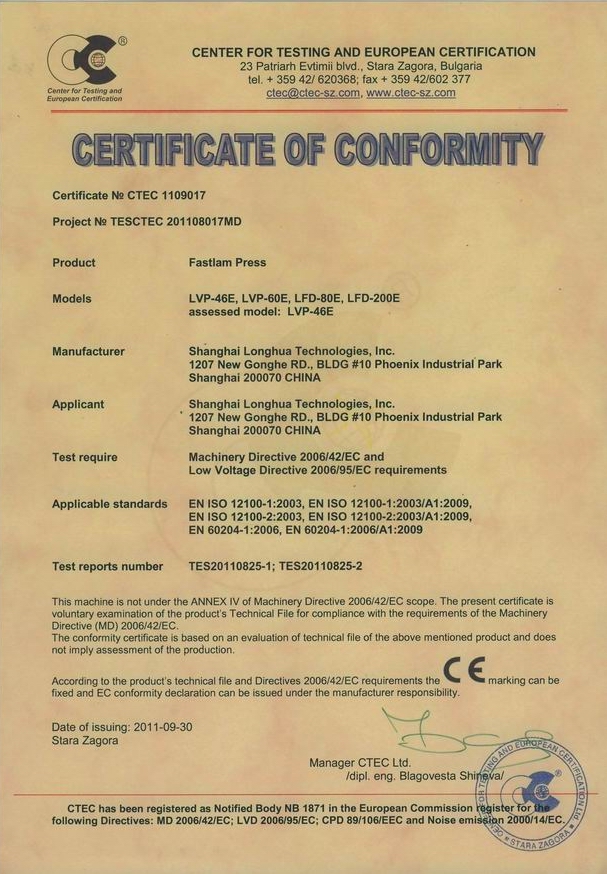 CENTER FOR TESTING AND EUROPEAN CERTIFICATION
23 Patriarh Evtimii blvd., Stara Zagora, Bulgaria
tel. + 359 42/ 620368; fax + 359 42/602 377
ctec@ctec-sz.com, www.ctec-sz.com
®
Center for Testing and
European Certification
CERTIFICATE OF CONFORMITY
Certificate № CTEC 1109017
Project № TESCTEC 201108017MD
Product Fastlam Press
Models LVP-46E, LVP-60E, LFD-80E, LFD-200E
assessed model: LVP-46E
Manufacturer Shanghai Longhua Technologies, Inc.
1207 New Gonghe RD., BLDG #10 Phoenix Industrial Park
Shanghai 200070 CHINA
Applicant Shanghai Longhua Technologies, Inc.
1207 New Gonghe RD., BLDG #10 Phoenix Industrial Park
Shanghai 200070 CHINA
Test require Machinery Directive 2006/42/EC and
Low Voltage Directive 2006/95/EC requirements
Applicable standards EN ISO 12100-1:2003, EN ISO 12100-1:2003/A1:2009,
EN ISO 12100-2:2003, EN ISO 12100-2:2003/A1:2009,
EN 60204-1:2006, EN 60204-1:2006/A1:2009
Test reports number TES20110825-1; TES20110825-2
This machine is not under the ANNEX IV of Machinery Directive 2006/42/EC scope. The present certificate is
voluntary examination of the product's Technical File for compliance with the requirements of the Machinery
Directive (MD) 2006/42/EC.
The conformity certificate is based on an evaluation of technical file of the above mentioned product and does
not imply assessment of the production.
According to the product's technical file and Directives 2006/42/EC requirements the CE marking can be
fixed and EC conformity declaration can be issued under the manufacturer responsibility.
Date of issuing: 2011-09-30
Stara Zagora
Manager CTEC Ltd.
/dipl. eng. Blagovesta Shineva/
CENTER FOR TESTING AND EUROPEAN CERTIFICATION Ltd
* STARA ZAGORA *
CTEC has been registered as Notified Body NB 1871 in the European Commission register for the
following Directives: MD 2006/42/EC; LVD 2006/95/EC; CPD 89/106/EEC and Noise emission 2000/14/EC.